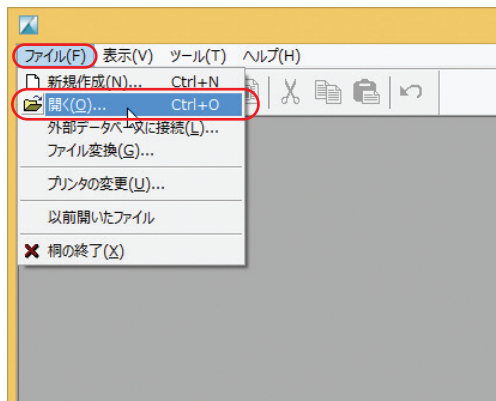 ファイル(F) 表示(V) ツール(T) ヘルプ(H)
新規作成(N)... Ctrl+N
開く(O)... Ctrl+O
外部データベースに接続(L)...
ファイル変換(G)...
プリンタの変更(U)...
以前開いたファイル
桐の終了(X)